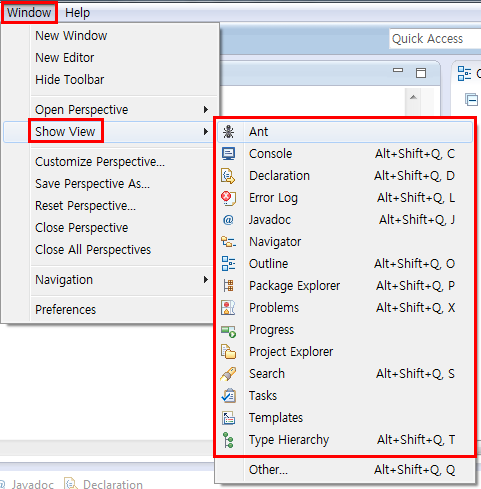 Window Help
Quick Access
New Window
New Editor
Hide Toolbar
Open Perspective
Show View
Customize Perspective...
Save Perspective As...
Reset Perspective...
Close Perspective
Close All Perspectives
Navigation
Preferences
Ant
Console Alt+Shift+Q, C
Declaration Alt+Shift+Q, D
Error Log Alt+Shift+Q, L
Javadoc Alt+Shift+Q, J
Navigator
Outline Alt+Shift+Q, O
Package Explorer Alt+Shift+Q, P
Problems Alt+Shift+Q, X
Progress
Project Explorer
Search Alt+Shift+Q, S
Tasks
Templates
Type Hierarchy Alt+Shift+Q, T
Other... Alt+Shift+Q, Q
@ Javadoc Declaration